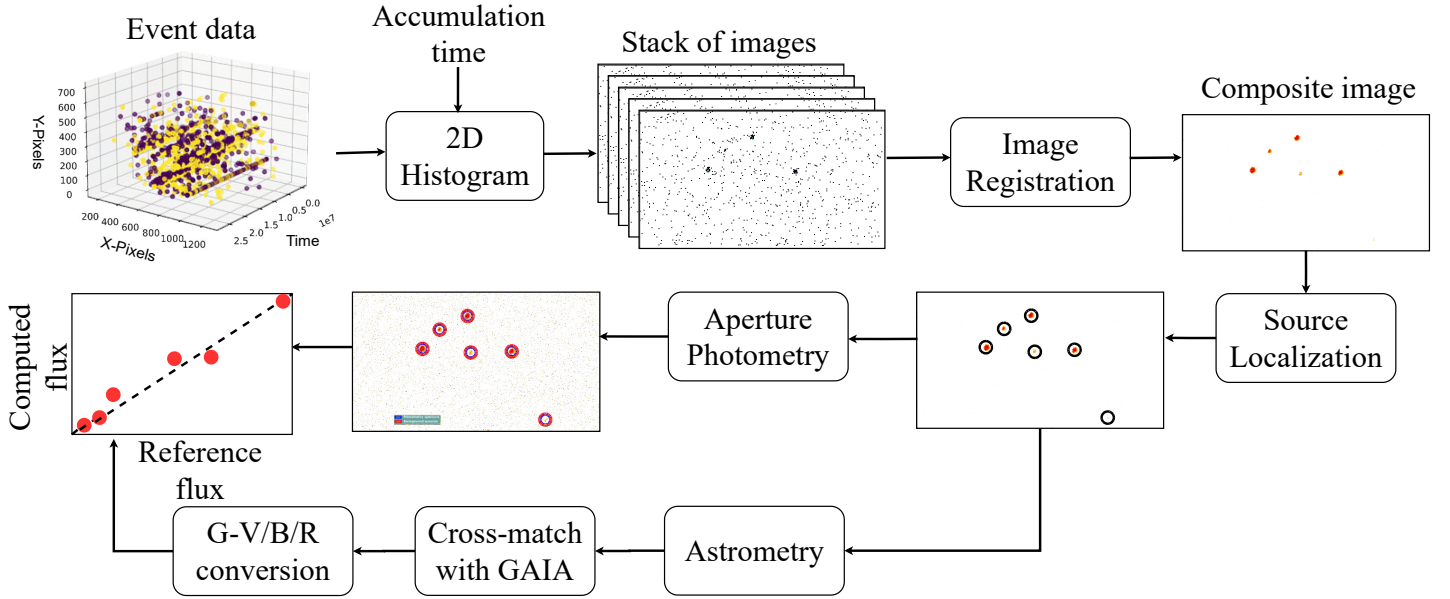 Event data
Accumulation
time
Stack of images
Composite image
Y-Pixels
700
600
500
400
300
200
100
0
200
400
600
800
1000
1200
X-Pixels
2.5
2.0
1.5
1.0
0.5
0.0
1e7
Time
2D
Histogram
Image
Registration
Source
Localization
Aperture
Photometry
Computed
flux
Reference
flux
G-V/B/R
conversion
Cross-match
with GAIA
Astrometry